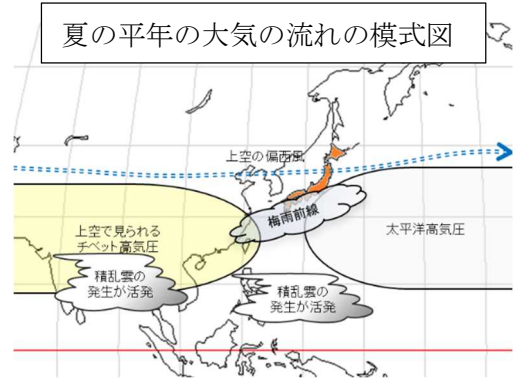 夏の平年の大気の流れの模式図
上空の偏西風
梅雨前線
上空で見られる
チベット高気圧
太平洋高気圧
積乱雲の
発生が活発
積乱雲の
発生が活発